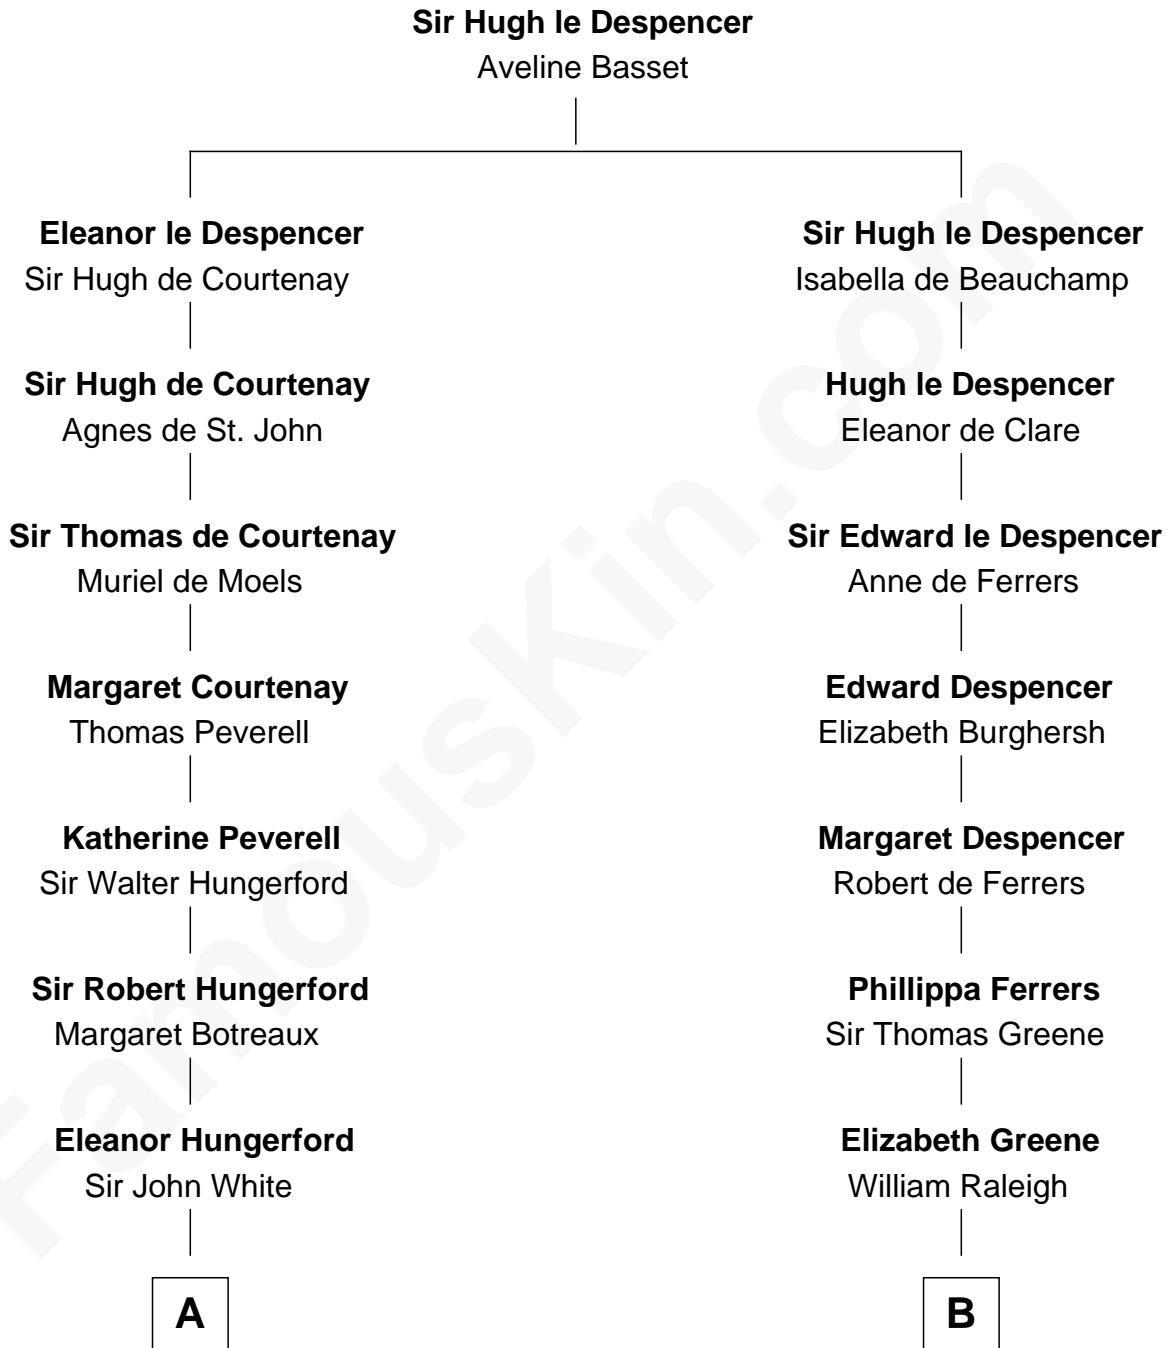 Sir Hugh le Despencer
Aveline Basset
Eleanor le Despencer
Sir Hugh de Courtenay
Sir Hugh le Despencer
Isabella de Beauchamp
Sir Hugh de Courtenay
Agnes de St. John
Hugh le Despencer
Eleanor de Clare
Sir Thomas de Courtenay
Muriel de Moels
Sir Edward le Despencer
Anne de Ferrers
Margaret Courtenay
Thomas Peverell
Edward Despencer
Elizabeth Burghersh
Katherine Peverell
Sir Walter Hungerford
Margaret Despencer
Robert de Ferrers
Sir Robert Hungerford
Margaret Botreaux
Phillippa Ferrers
Sir Thomas Greene
Eleanor Hungerford
Sir John White
Elizabeth Greene
William Raleigh
A
B
FamousKin.com